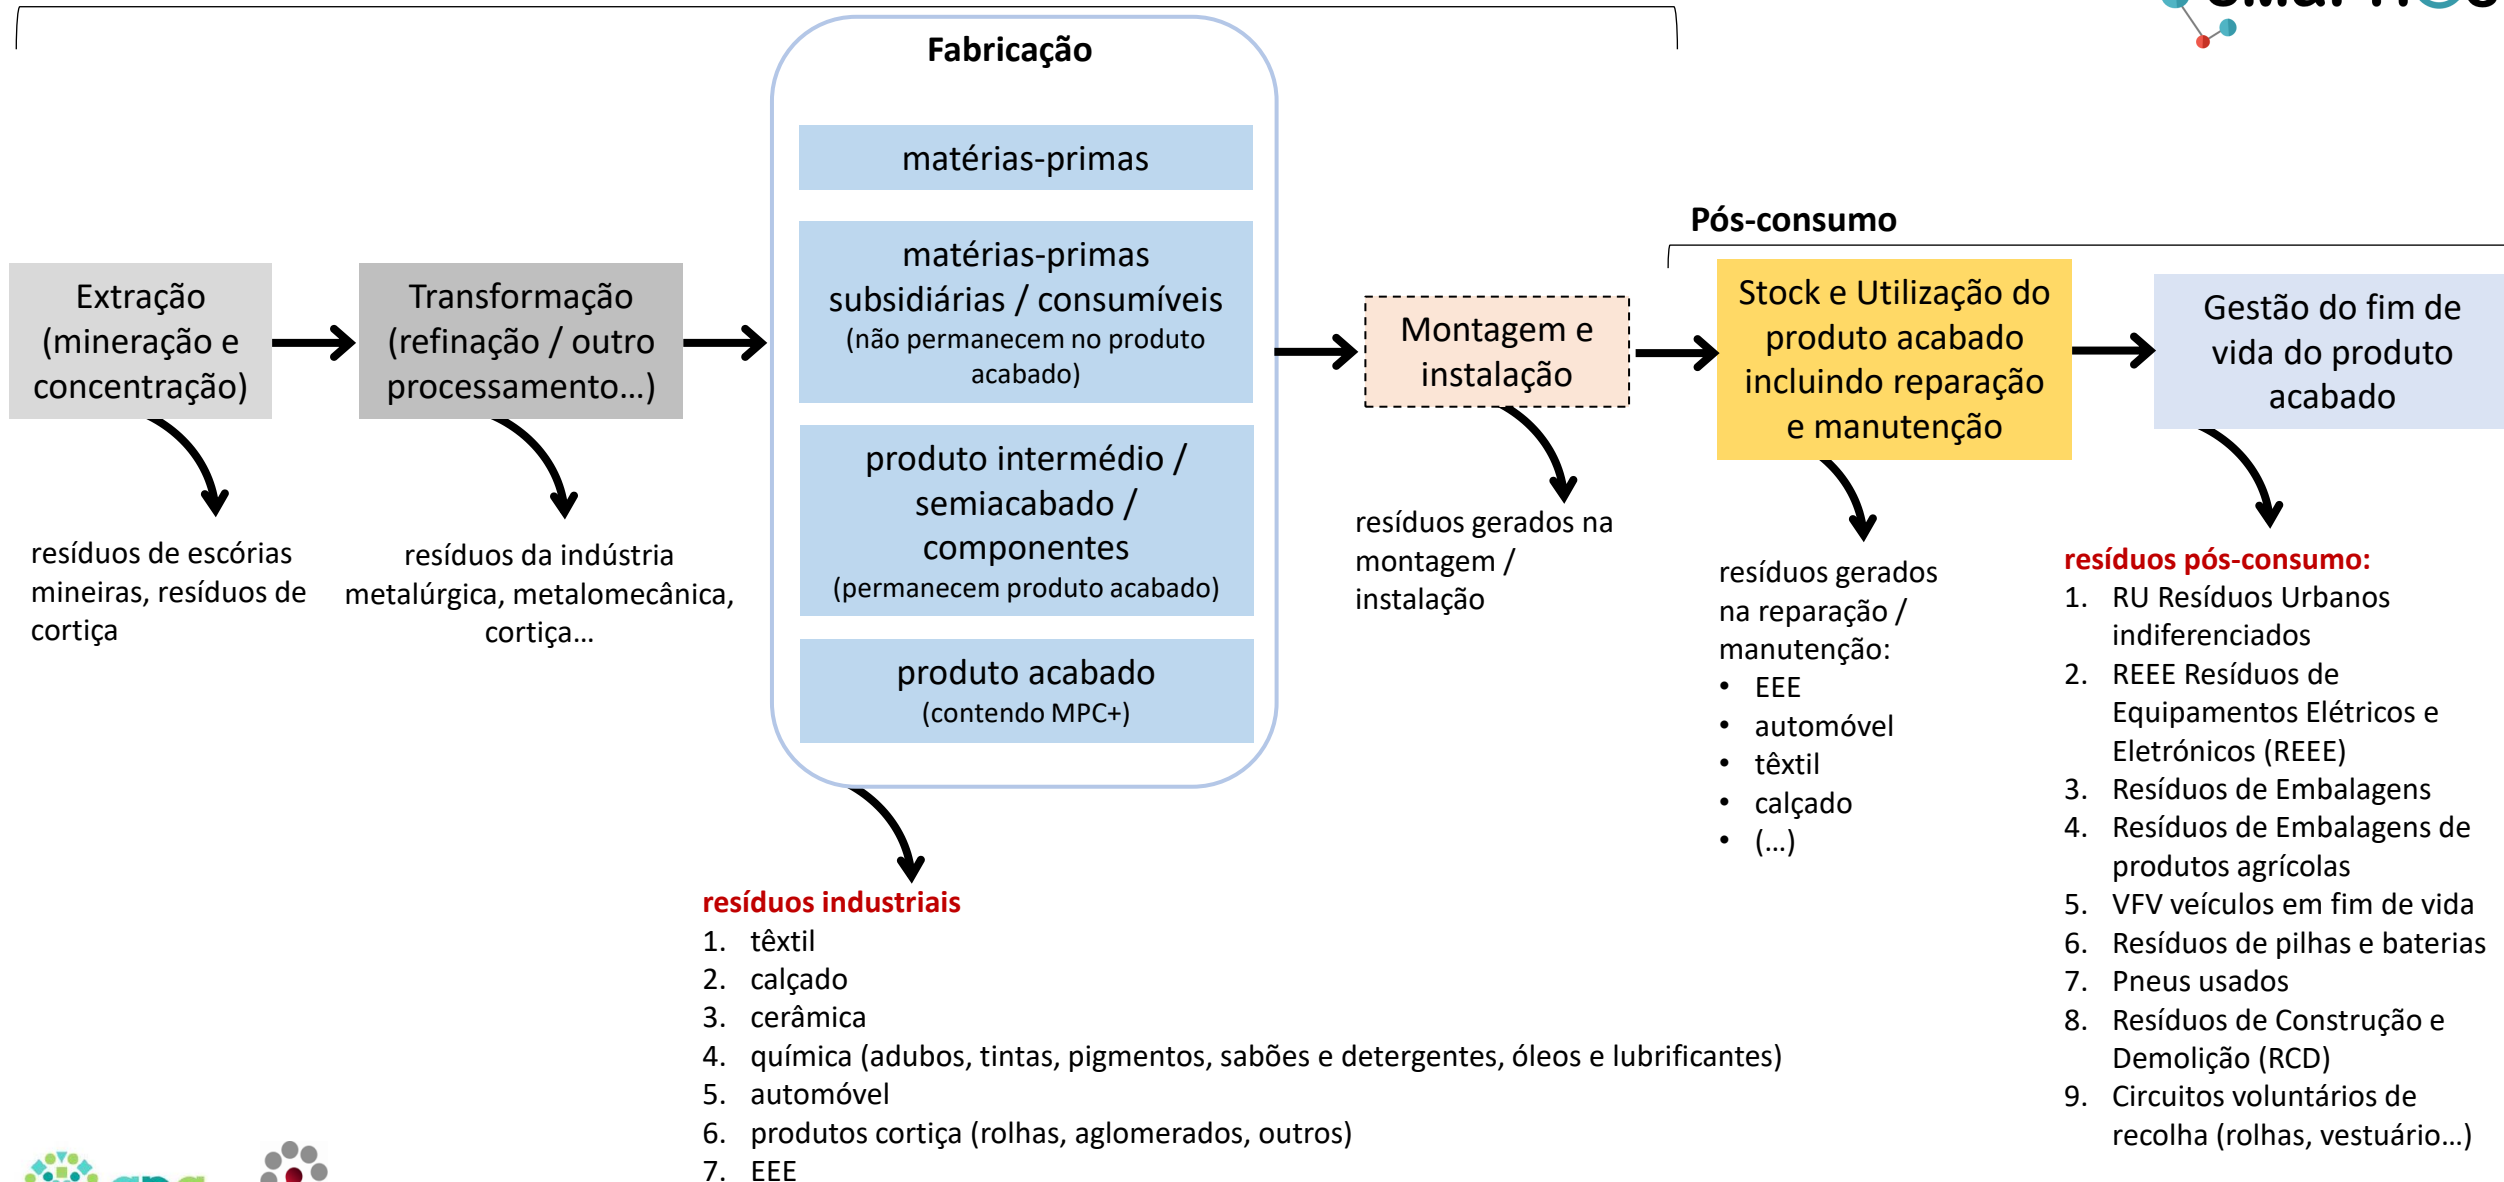 Fabricação
matérias-primas
matérias-primas
subsidiárias / consumíveis
(não permanecem no produto
acabado)
produto intermédio /
semiacabado /
componentes
(permanecem produto acabado)
produto acabado
(contendo MPC+)
Pós-consumo
Extração
(mineração e
concentração)
Transformação
(refinação / outro
processamento…)
Montagem e
instalação
Stock e Utilização do
produto acabado
incluindo reparação
e manutenção
Gestão do fim de
vida do produto
acabado
resíduos de escórias
mineiras, resíduos de
cortiça
resíduos da indústria
metalúrgica, metalomecânica,
cortiça…
resíduos gerados na
montagem /
instalação
resíduos gerados
na reparação /
manutenção:
• EEE
• automóvel
• têxtil
• calçado
• (…)
resíduos pós-consumo:
1. RU Resíduos Urbanos
indiferenciados
2. REEE Resíduos de
Equipamentos Elétricos e
Eletrónicos (REEE)
3. Resíduos de Embalagens
4. Resíduos de Embalagens de
produtos agrícolas
5. VFV veículos em fim de vida
6. Resíduos de pilhas e baterias
7. Pneus usados
8. Resíduos de Construção e
Demolição (RCD)
9. Circuitos voluntários de
recolha (rolhas, vestuário…)
resíduos industriais
1. têxtil
2. calçado
3. cerâmica
4. química (adubos, tintas, pigmentos, sabões e detergentes, óleos e lubrificantes)
5. automóvel
6. produtos cortiça (rolhas, aglomerados, outros)
7. EEE